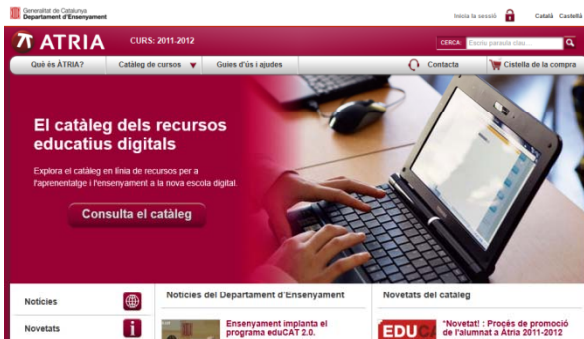 Generalitat de Catalunya
Departament d'Ensenyament
Inicia la sessió
Català Castellà
ATRIA
CURS: 2011-2012
CERCA:
Escriu paraula clau...
Què és ÀTRIA?
Catàleg de cursos
Guies d'ús i ajudes
Contacta
Cistella de la compra
El catàleg dels recursos
educatius digitals
Explora el catàleg en línia de recursos per a
l'aprenentatge i l'ensenyament a la nova escola digital.
Consulta el catàleg
Notícies
Novetats
Notícies del Departament d'Ensenyament
Ensenyament implanta el
programa eduCAT 2.0.
Novetats del catàleg
EDUCA
"Novetat! : Procés de promoció
de l'alumnat a Àtria 2011-2012